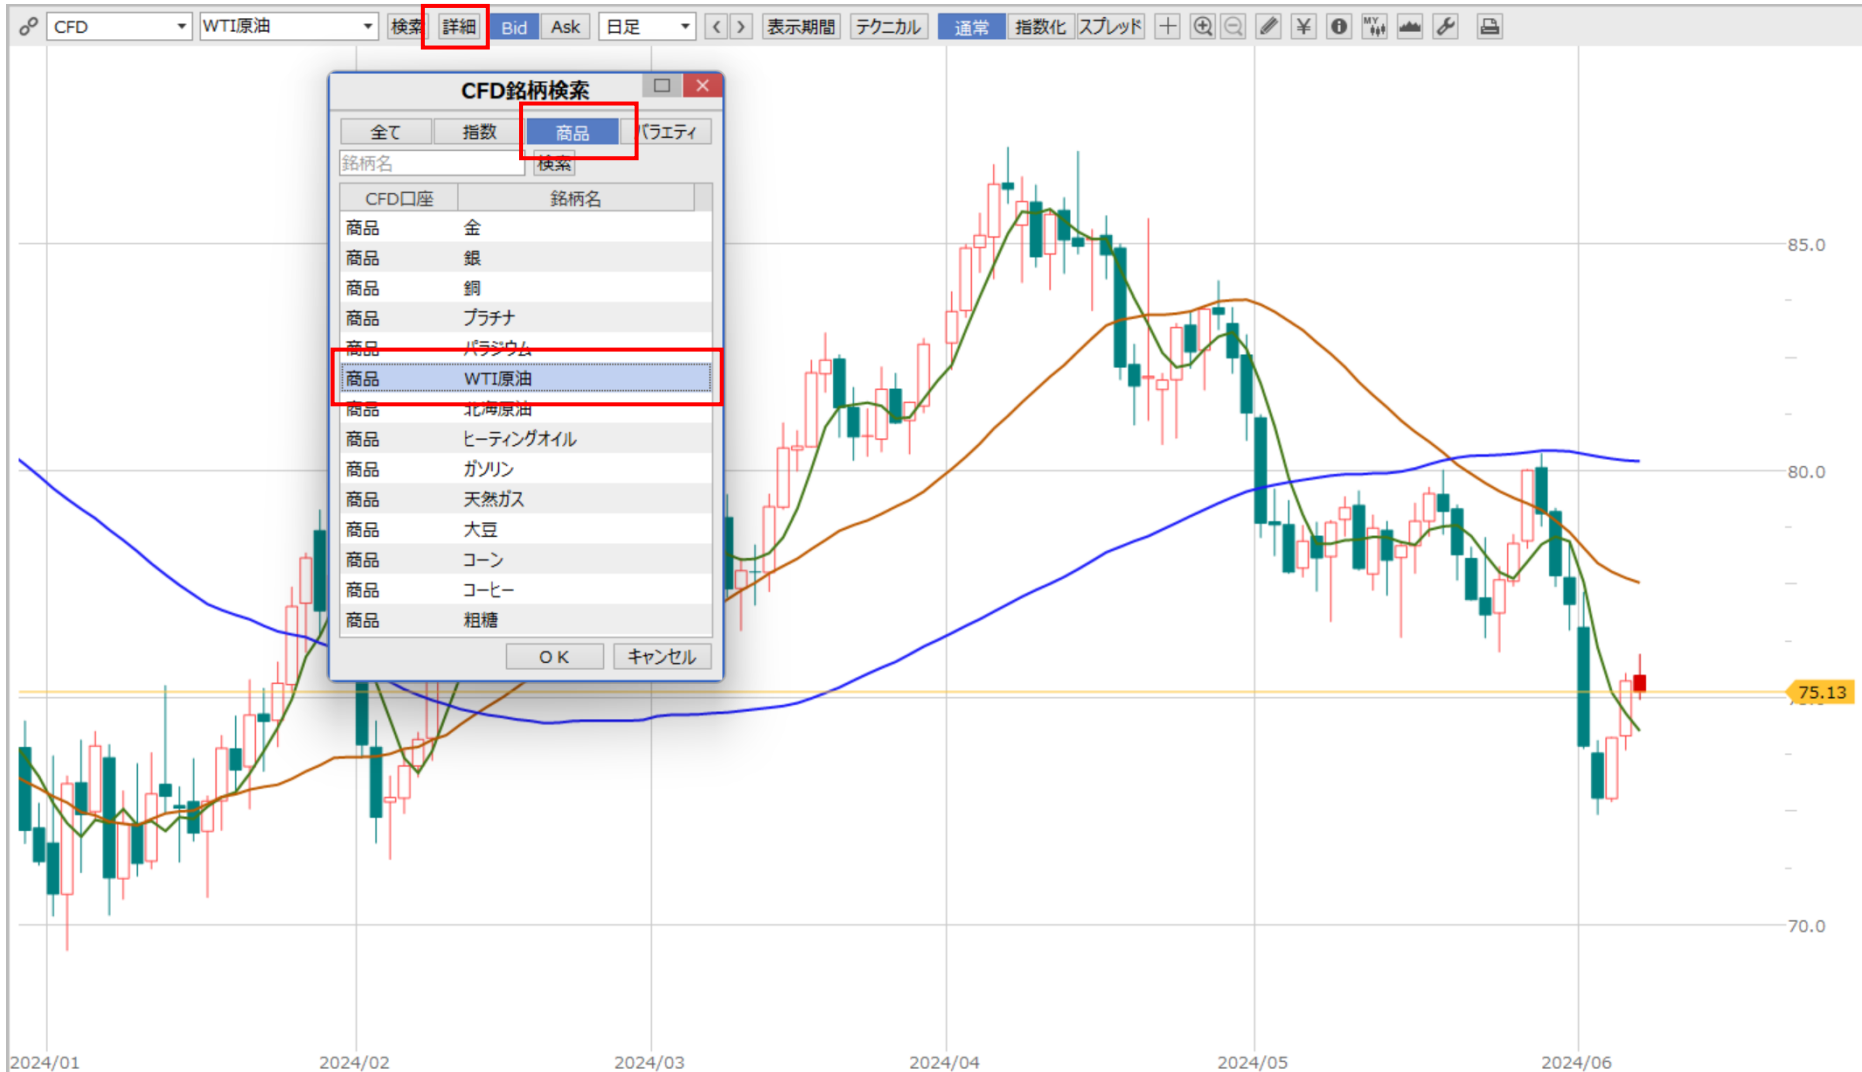 CFD WTI原油 検索 詳細 Bid Ask 日足 表示期間 テクニカル 通常 指数化 スプレッド ¥ MY
CFD銘柄検索
全て 指数 商品 バラエティ
銘柄名 検索
CFD口座 銘柄名
商品 金
商品 銀
商品 銅
商品 プラチナ
商品 パラジウム
商品 WTI原油
商品 北海原油
商品 ヒーティングオイル
商品 ガソリン
商品 天然ガス
商品 大豆
商品 コーン
商品 コーヒー
商品 粗糖
OK キャンセル
85.0
80.0
75.13
70.0
2024/01 2024/02 2024/03 2024/04 2024/05 2024/06